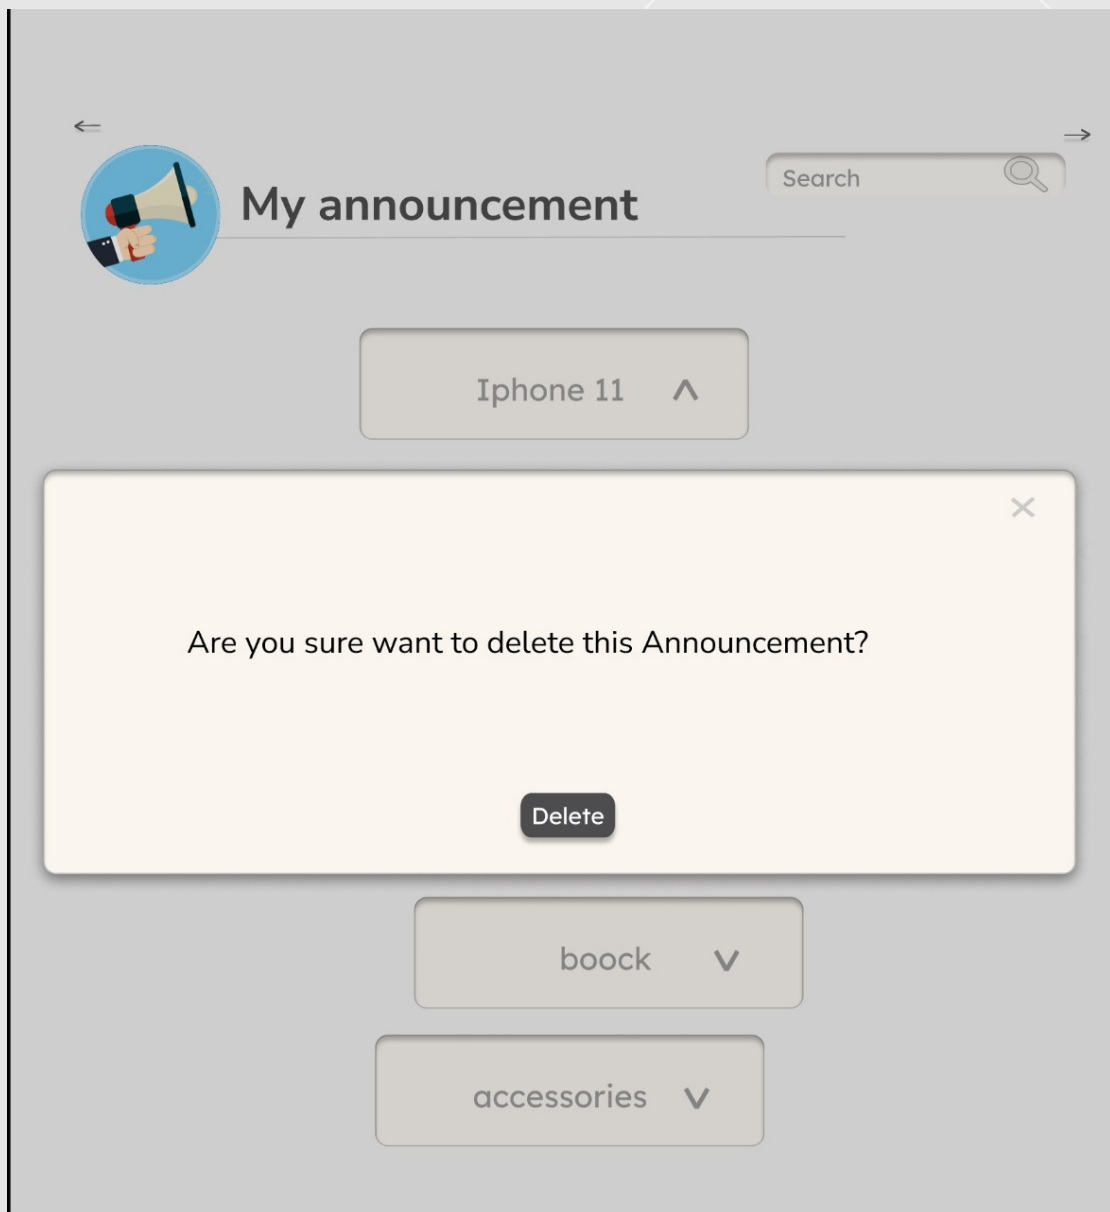 Search
My announcement
Iphone 11
Are you sure want to delete this Announcement?
Delete
boock
accessories